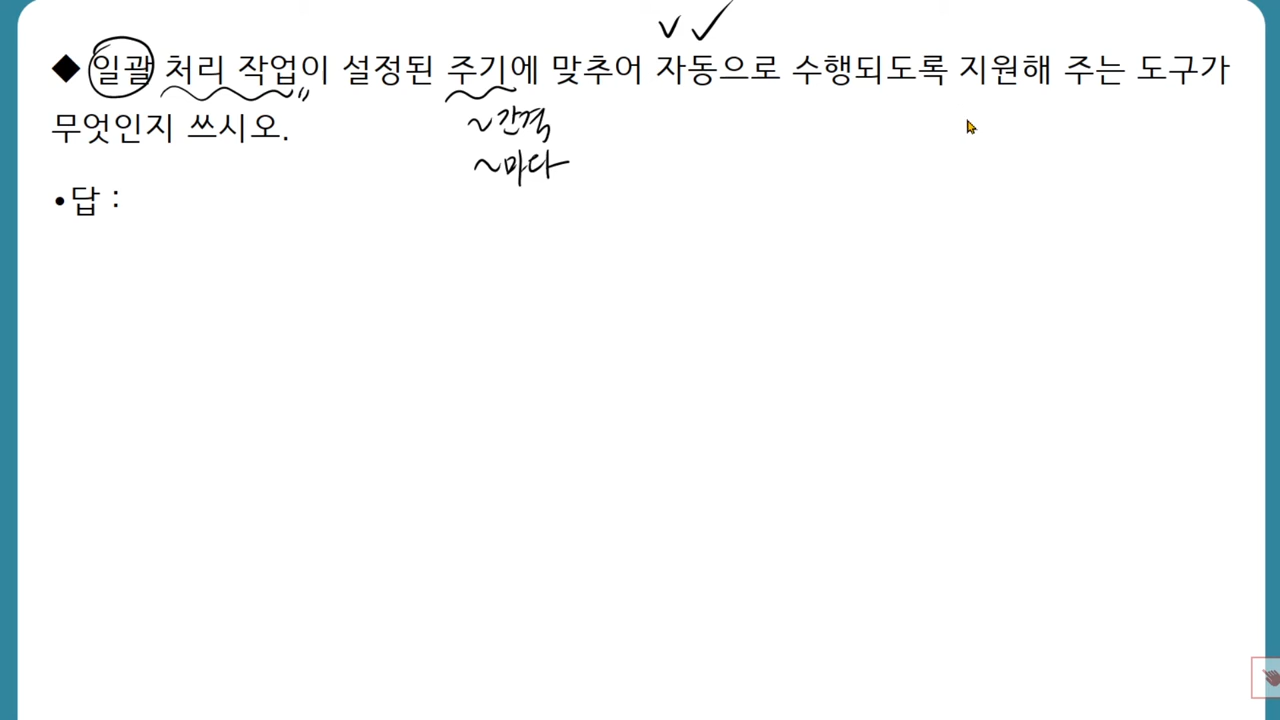 ◆ 일괄 처리 작업이 설정된 주기에 맞추어 자동으로 수행되도록 지원해 주는 도구가
무엇인지 쓰시오.
~간격
~마다
•답 :